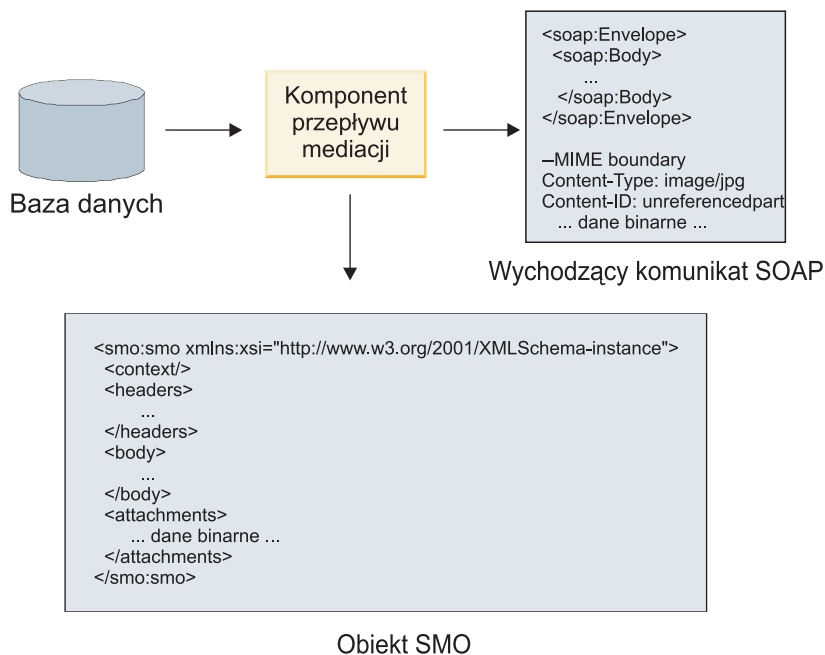 Baza danych
Komponent
przepływu
mediacji
<soap:Envelope>
<soap:Body>
...
</soap:Body>
</soap:Envelope>
–MIME boundary
Content-Type: image/jpg
Content-ID: unreferencedpart
... dane binarne ...
Wychodzący komunikat SOAP
<smo:smo xmlns:xsi="http://www.w3.org/2001/XMLSchema-instance">
<context/>
<headers>
...
</headers>
<body>
...
</body>
<attachments>
... dane binarne ...
</attachments>
</smo:smo>
Obiekt SMO